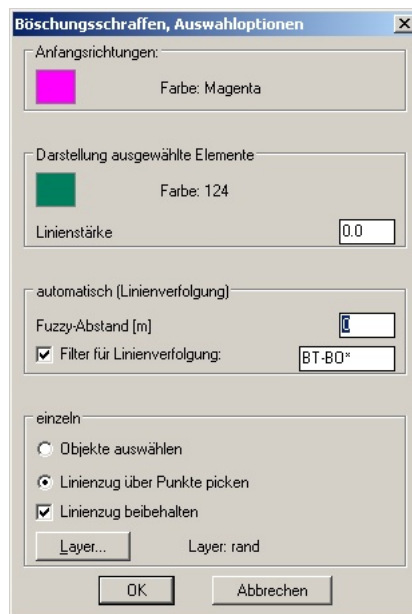 Böschungsschraffen, Auswahloptionen
Anfangsrichtungen:
Farbe: Magenta
Darstellung ausgewählte Elemente
Farbe: 124
Linienstärke 0.0
automatisch (Linienverfolgung)
Fuzzy-Abstand [m] 0
Filter für Linienverfolgung: BT-BO*
einzeln
Objekte auswählen
Linienzug über Punkte picken
Linienzug beibehalten
Layer... Layer: rand
OK Abbrechen